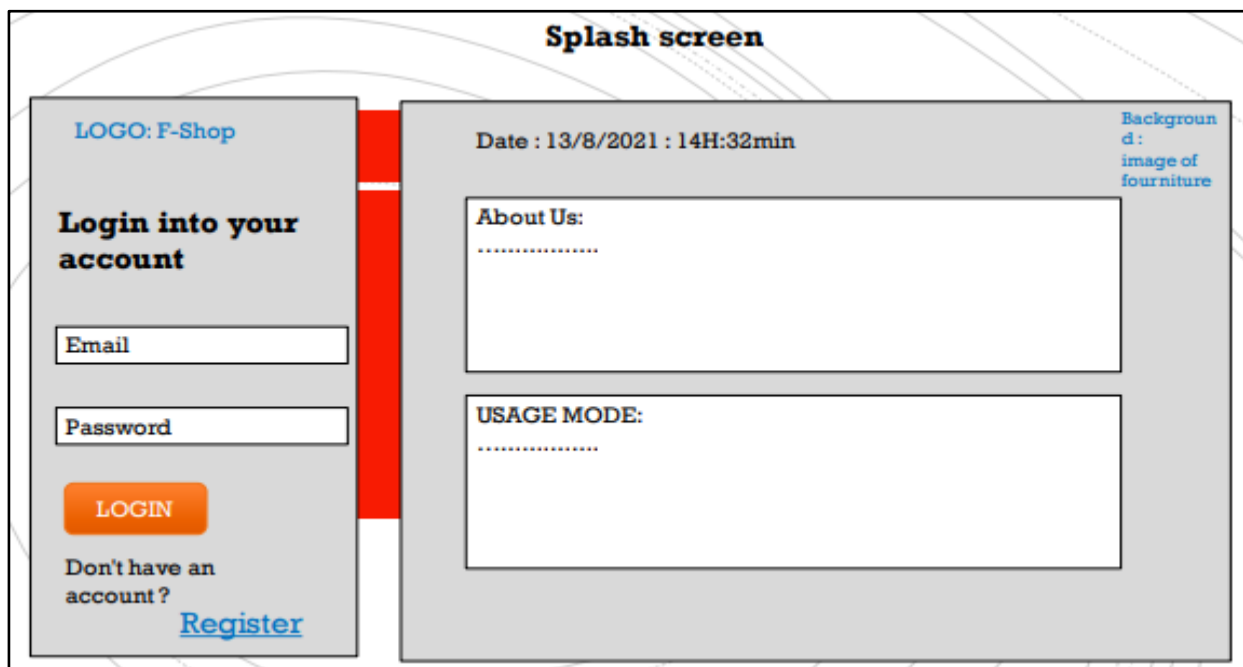 Splash screen
LOGO: F-Shop
Login into your
account
Email
Password
LOGIN
Don't have an
account ?
Register
Date : 13/8/2021 : 14H:32min
Backgroun
d :
image of
fourniture
About Us:
.................
USAGE MODE:
.................